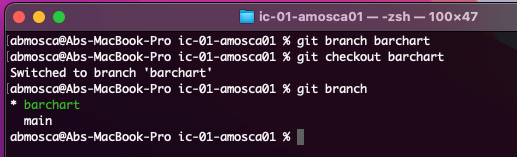 ic-01-amosca01 — -zsh — 100×47
[abmosca@Abs-MacBook-Pro ic-01-amosca01 % git branch barchart
[abmosca@Abs-MacBook-Pro ic-01-amosca01 % git checkout barchart
Switched to branch 'barchart'
[abmosca@Abs-MacBook-Pro ic-01-amosca01 % git branch
* barchart
main
abmosca@Abs-MacBook-Pro ic-01-amosca01 %